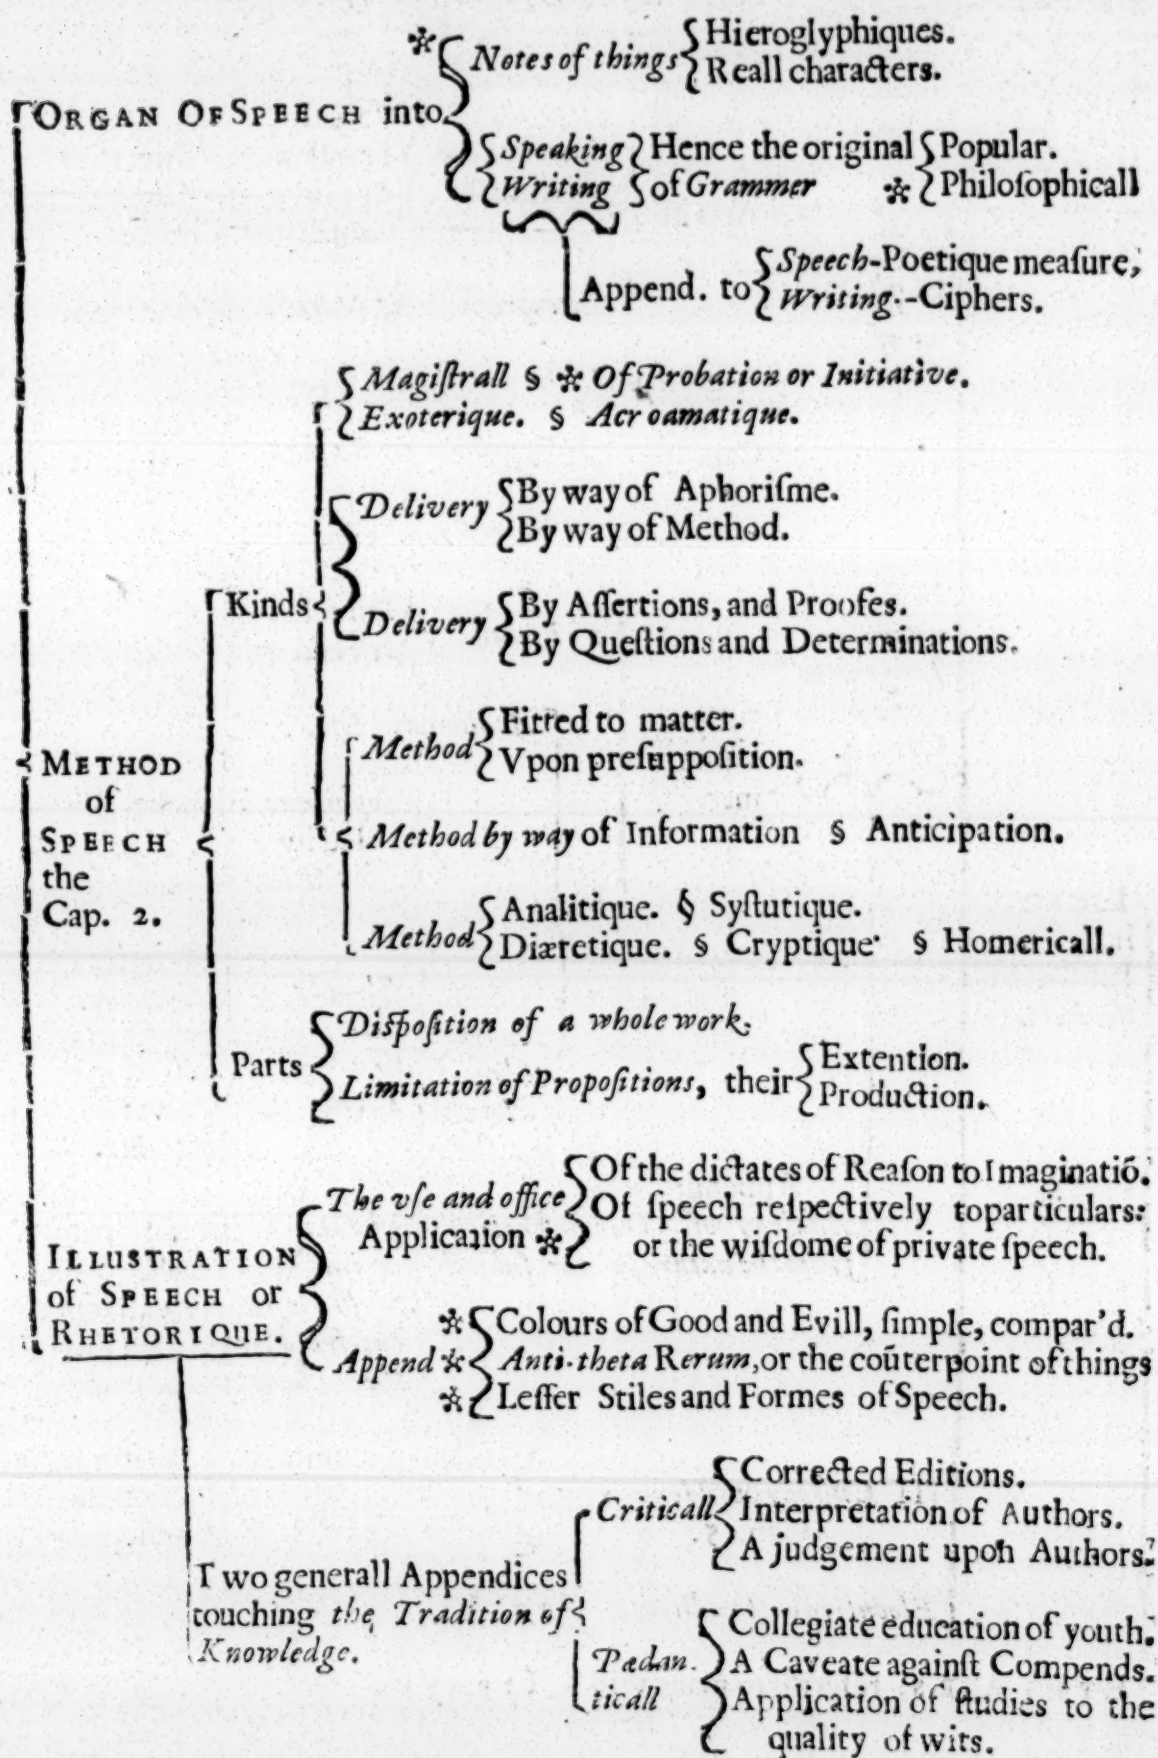 Notes of things Hieroglyphiques.
Reall characters.
ORGAN OF SPEECH into
Speaking Hence the original Popular.
Writing of Grammer * Philoſophicall
Append. to Speech-Poetique meaſure,
Writing.-Ciphers.
Magiſtrall § * Of Probation or Initiative.
Exoterique. § Acroamatique.
Delivery By way of Aphoriſme.
By way of Method.
Kinds
Delivery By Aſſertions, and Proofes.
By Queſtions and Determinations.
Method Fitted to matter.
Vpon preſuppoſition.
METHOD
of
SPEECH
the
Cap. 2.
Method by way of Information § Anticipation.
Method Analitique. § Syſtutique.
Diæretique. § Cryptique § Homericall.
Parts
Diſpoſition of a whole work.
Limitation of Propoſitions, their Extention.
Production.
The vſe and office Of the dictates of Reaſon to Imaginatiō.
Application * Of ſpeech reſpectively to particulars:
or the wiſdome of private ſpeech.
ILLUSTRATION
of SPEECH or
RHETORIQUE.
* Colours of Good and Evill, ſimple, compar'd.
Append * Anti-theta Rerum, or the coūterpoint of things
* Leſſer Stiles and Formes of Speech.
Criticall Corrected Editions.
Interpretation of Authors.
A judgement upon Authors.
Two generall Appendices
touching the Tradition of
Knowledge.
Pædan-
ticall
Collegiate education of youth.
A Caveate againſt Compends.
Application of ſtudies to the
quality of wits.